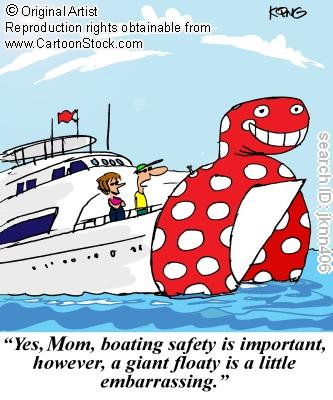 © Original Artist
Reproduction rights obtainable from
www.CartoonStock.com
search ID: jkmn406
"Yes, Mom, boating safety is important,
however, a giant floaty is a little
embarrassing."